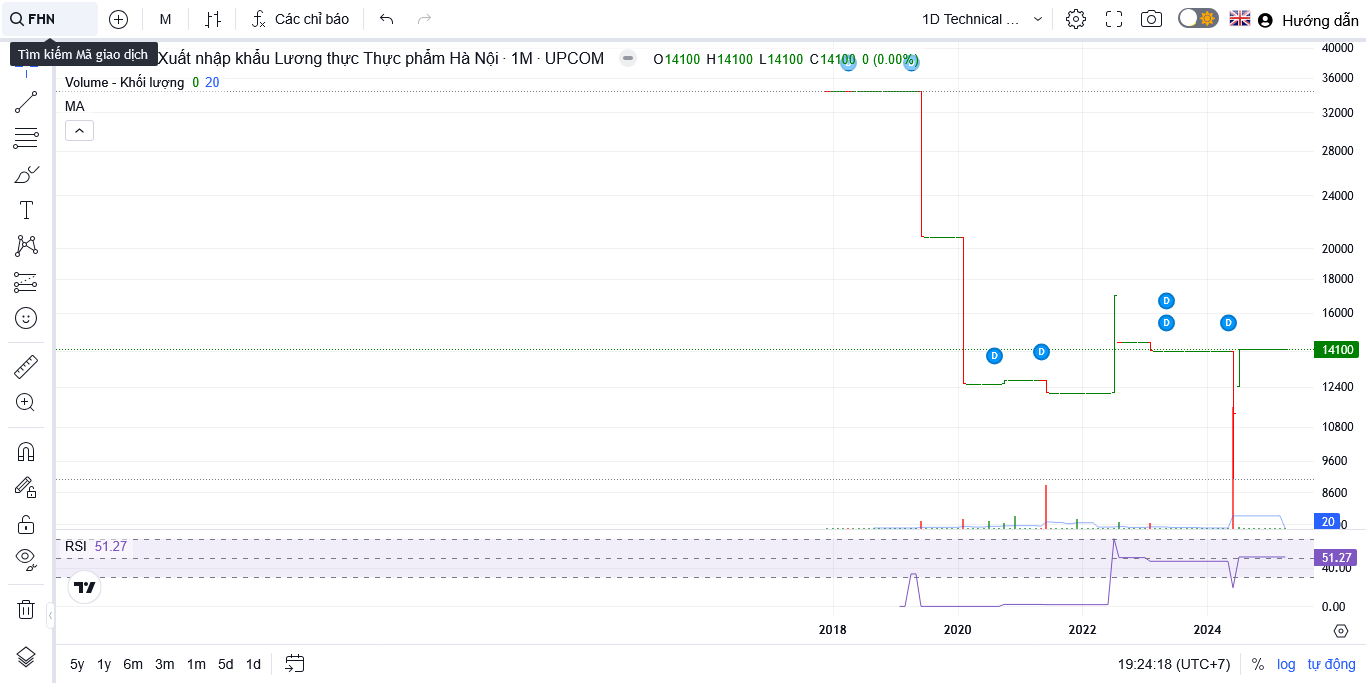 FHN
M
Các chỉ báo
1D Technical ...
Hướng dẫn
Tìm kiếm Mã giao dịch
Xuất nhập khẩu Lương thực Thực phẩm Hà Nội · 1M · UPCOM
O14100 H14100 L14100 C14100 0 (0.00%)
Volume - Khối lượng 0 20
MA
40000
36000
32000
28000
24000
20000
18000
16000
D
D
D
14100
D
D
12400
10800
9600
8600
20
RSI 51.27
51.27
40.00
0.00
2018 2020 2022 2024
5y 1y 6m 3m 1m 5d 1d
19:24:18 (UTC+7) % log tự động